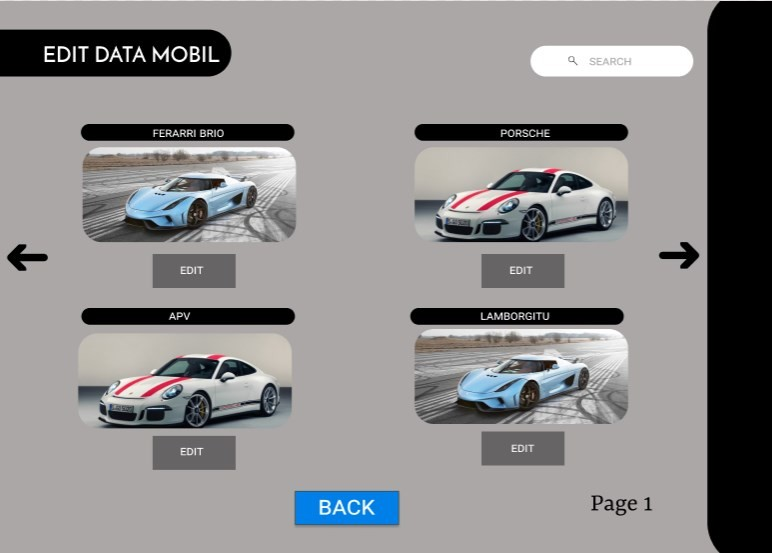 EDIT DATA MOBIL
SEARCH
FERARRI BRIO
PORSCHE
EDIT
EDIT
APV
LAMBORGITU
EDIT
EDIT
BACK
Page 1